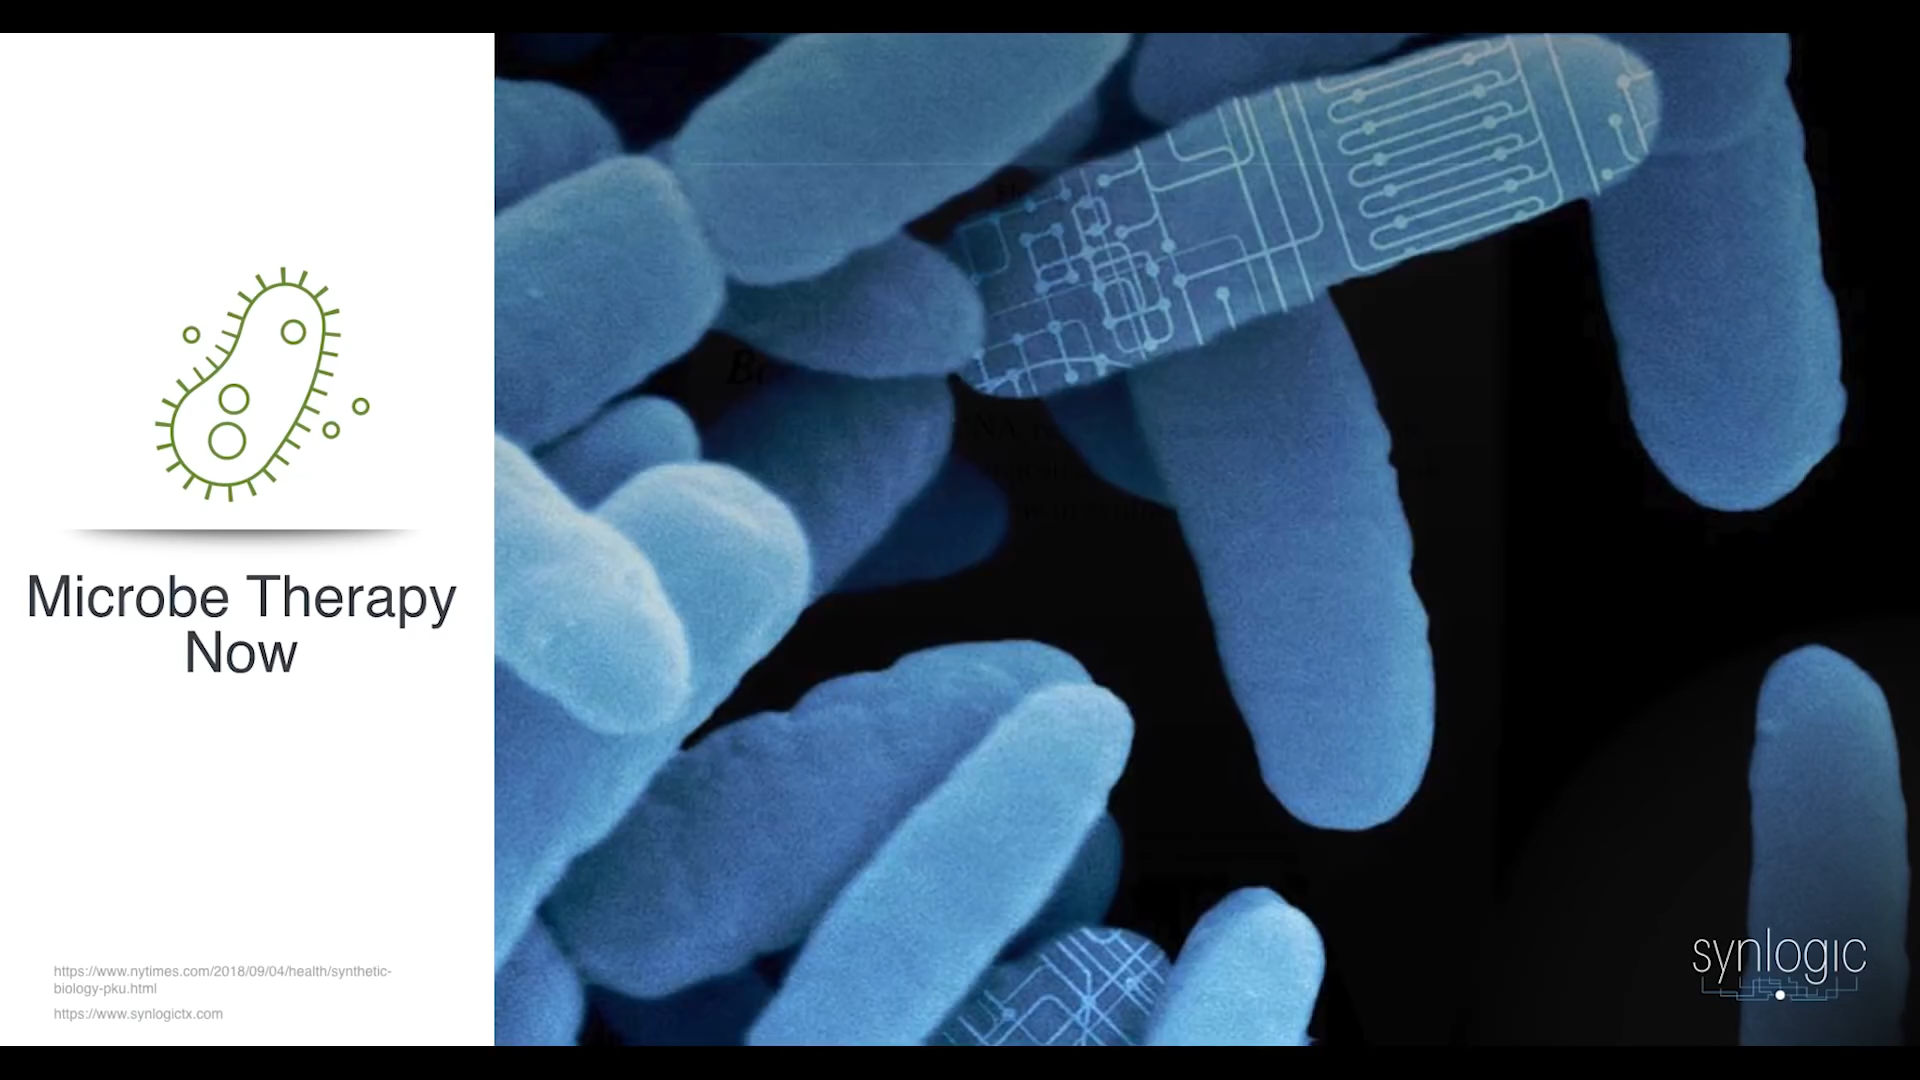 Microbe Therapy
Now
https://www.nytimes.com/2018/09/04/health/synthetic-
biology-pku.html
https://www.synlogictx.com
synlogic